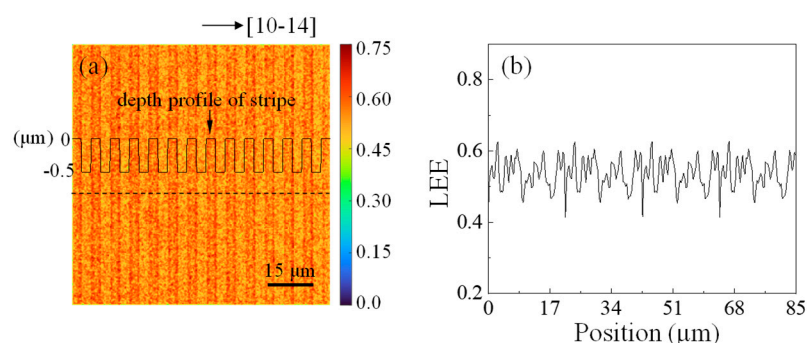 [10-14]
(a)
depth profile of stripe
(μm)
0
-0.5
15 μm
0.75
0.60
0.45
0.30
0.15
0.0
(b)
LEE
0.8
0.6
0.4
0.2
0 17 34 51 68 85
Position (μm)